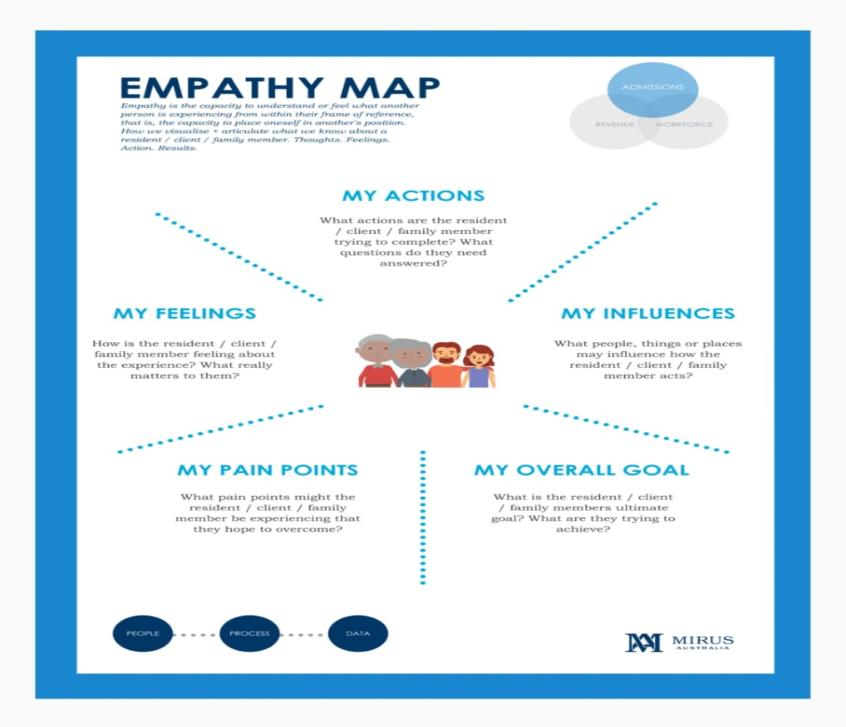 EMPATHY MAP
Empathy is the capacity to understand or feel what another
person is experiencing from within their frame of reference,
that is, the capacity to place oneself in another's position.
How we visualise + articulate what we know about a
resident / client / family member. Thoughts. Feelings.
Action. Results.
ADMISSIONS
REVENUE
WORKFORCE
MY ACTIONS
What actions are the resident
/ client / family member
trying to complete? What
questions do they need
answered?
MY FEELINGS
How is the resident / client /
family member feeling about
the experience? What really
matters to them?
MY INFLUENCES
What people, things or places
may influence how the
resident / client / family
member acts?
MY PAIN POINTS
What pain points might the
resident / client / family
member be experiencing that
they hope to overcome?
MY OVERALL GOAL
What is the resident / client
/ family members ultimate
goal? What are they trying to
achieve?
PEOPLE
PROCESS
DATA
MIRUS
AUSTRALIA